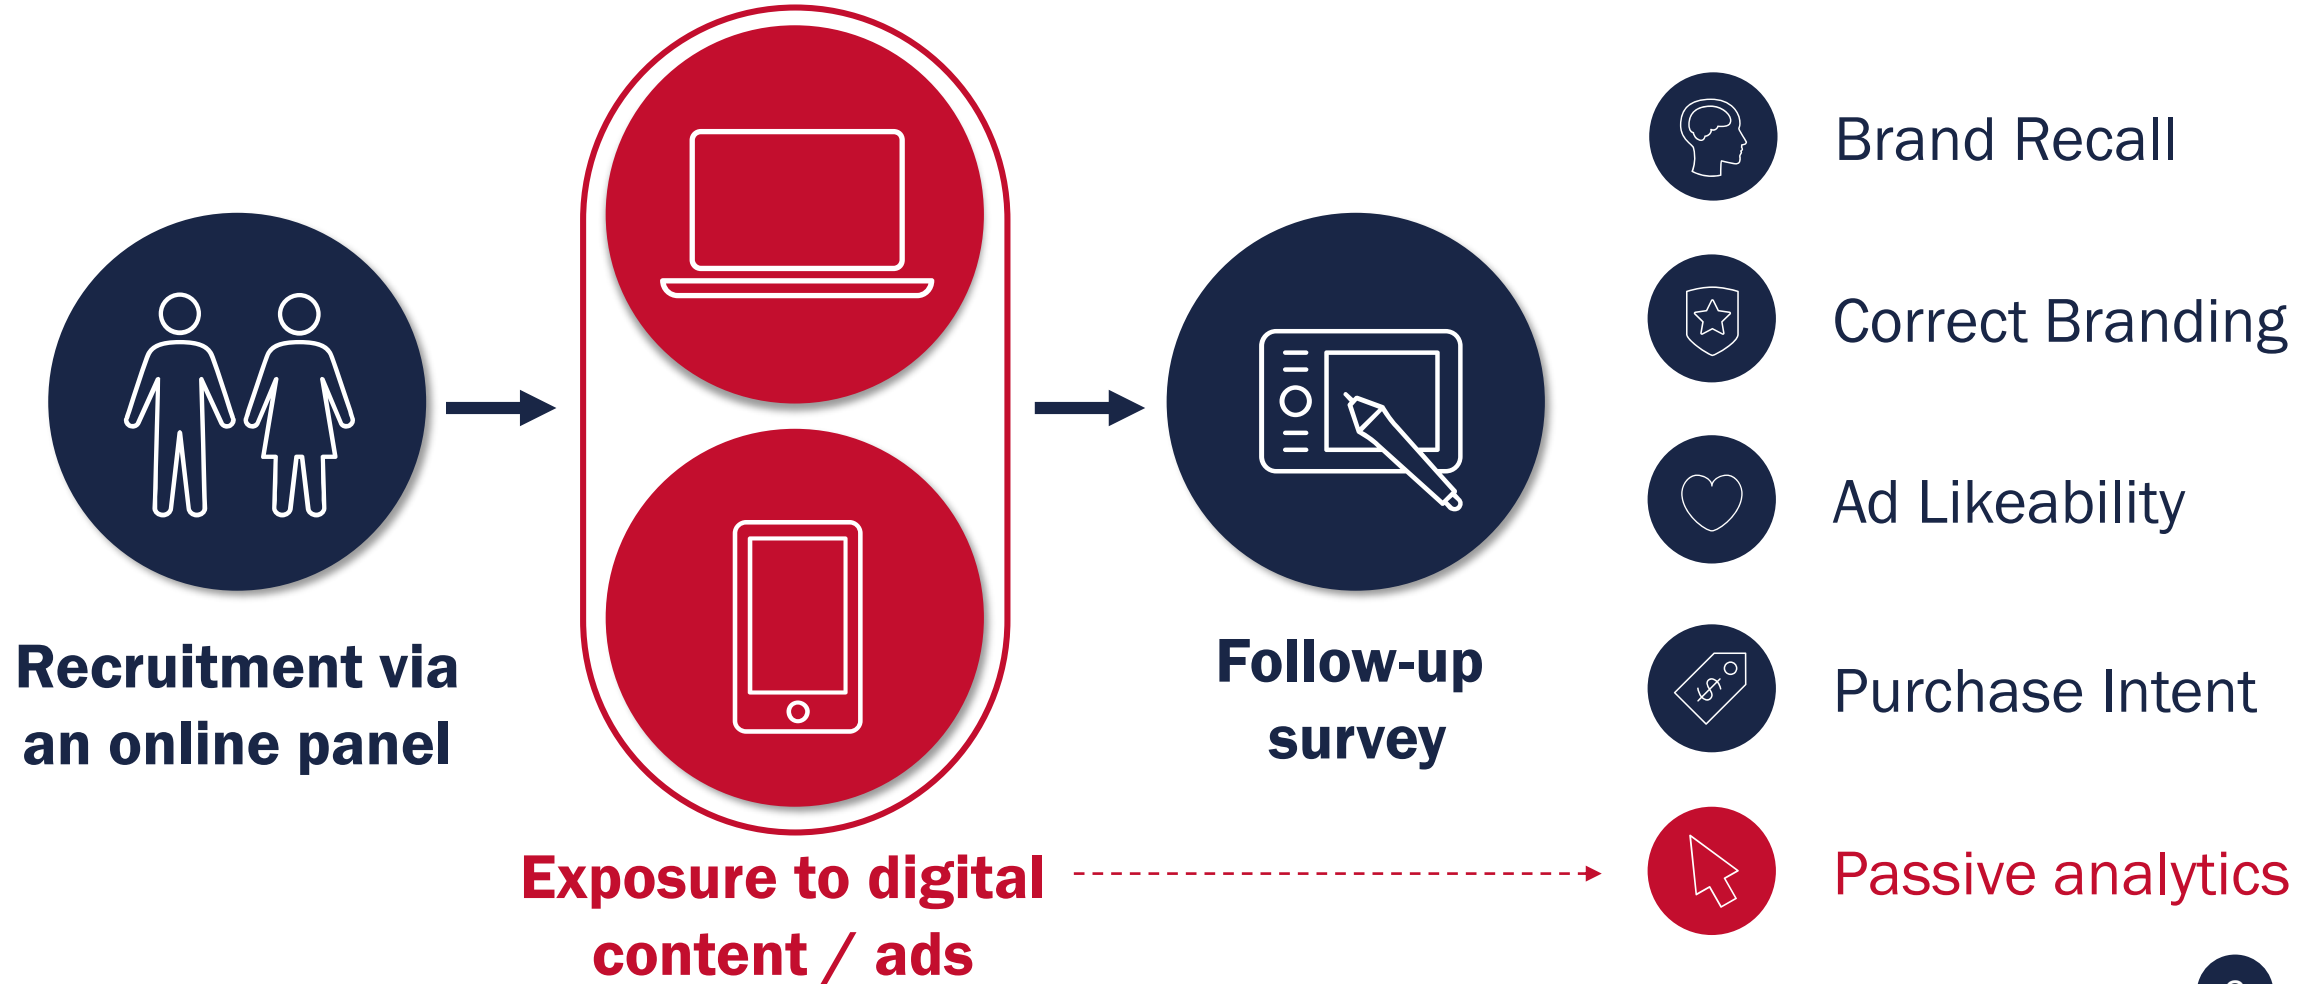 Recruitment via
an online panel
Exposure to digital
content / ads
Follow-up
survey
Brand Recall
Correct Branding
Ad Likeability
Purchase Intent
Passive analytics